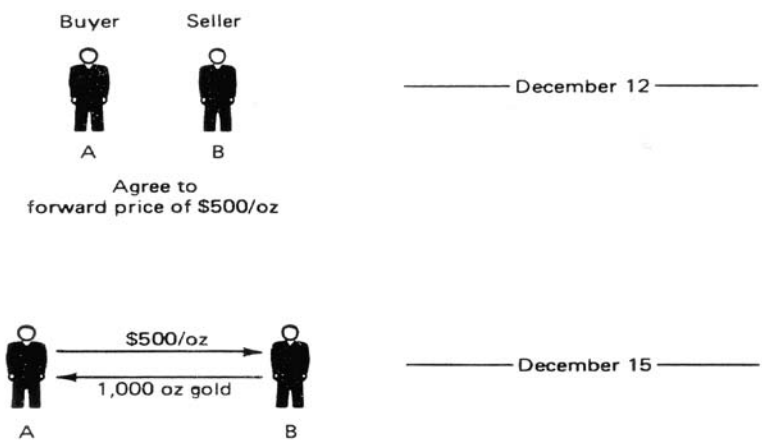 Buyer Seller
December 12
A B
Agree to
forward price of $500/oz
$500/oz
December 15
1,000 oz gold
A B